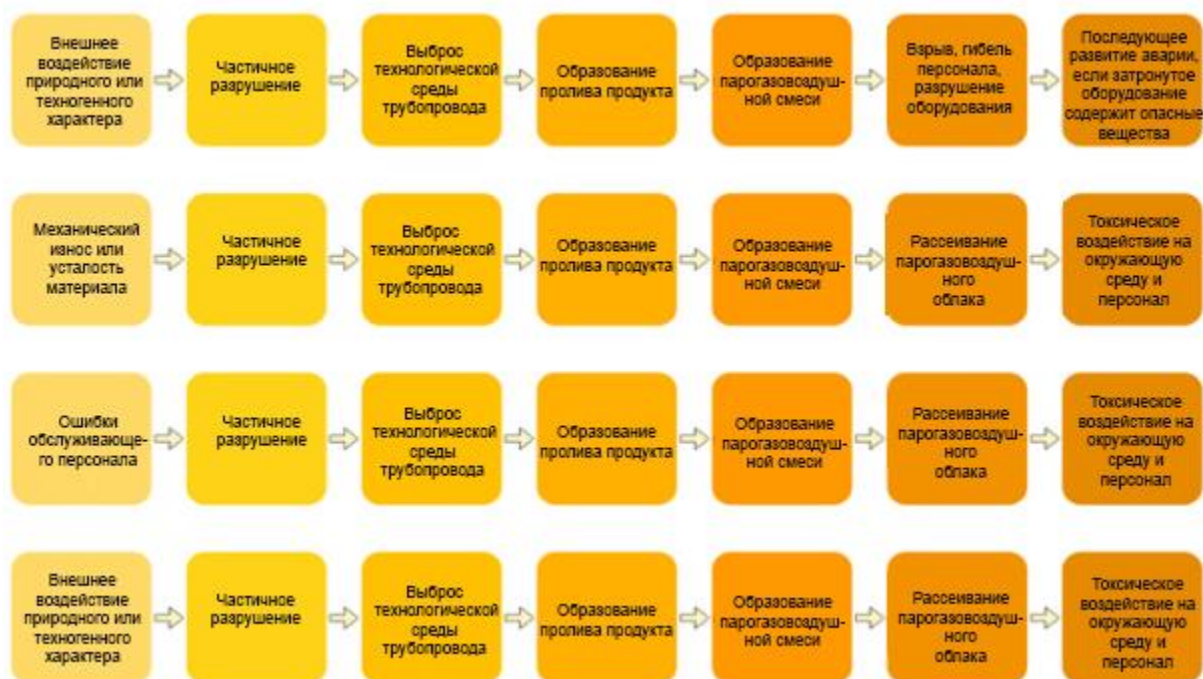 Внешнее
воздействие
природного или
техногенного
характера
Частичное
разрушение
Выброс
технологической
среды
трубопровода
Образование
пролива продукта
Образование
парогазовоздуш-
ной смеси
Взрыв, гибель
персонала,
разрушение
оборудования
Последующее
развитие аварии,
если затронутое
оборудование
содержит опасные
вещества
Механический
износ или
усталость
материала
Частичное
разрушение
Выброс
технологической
среды
трубопровода
Образование
пролива продукта
Образование
парогазовоздуш-
ной смеси
Рассеивание
парогазовоздуш-
ного
облака
Токсическое
воздействие на
окружающую
среду и
персонал
Ошибки
обслуживающе-
го персонала
Частичное
разрушение
Выброс
технологической
среды
трубопровода
Образование
пролива продукта
Образование
парогазовоздуш-
ной смеси
Рассеивание
парогазовоздуш-
ного
облака
Токсическое
воздействие на
окружающую
среду и
персонал
Внешнее
воздействие
природного или
техногенного
характера
Частичное
разрушение
Выброс
технологической
среды
трубопровода
Образование
пролива продукта
Образование
парогазовоздуш-
ной смеси
Рассеивание
парогазовоздуш-
ного
облака
Токсическое
воздействие на
окружающую
среду и
персонал